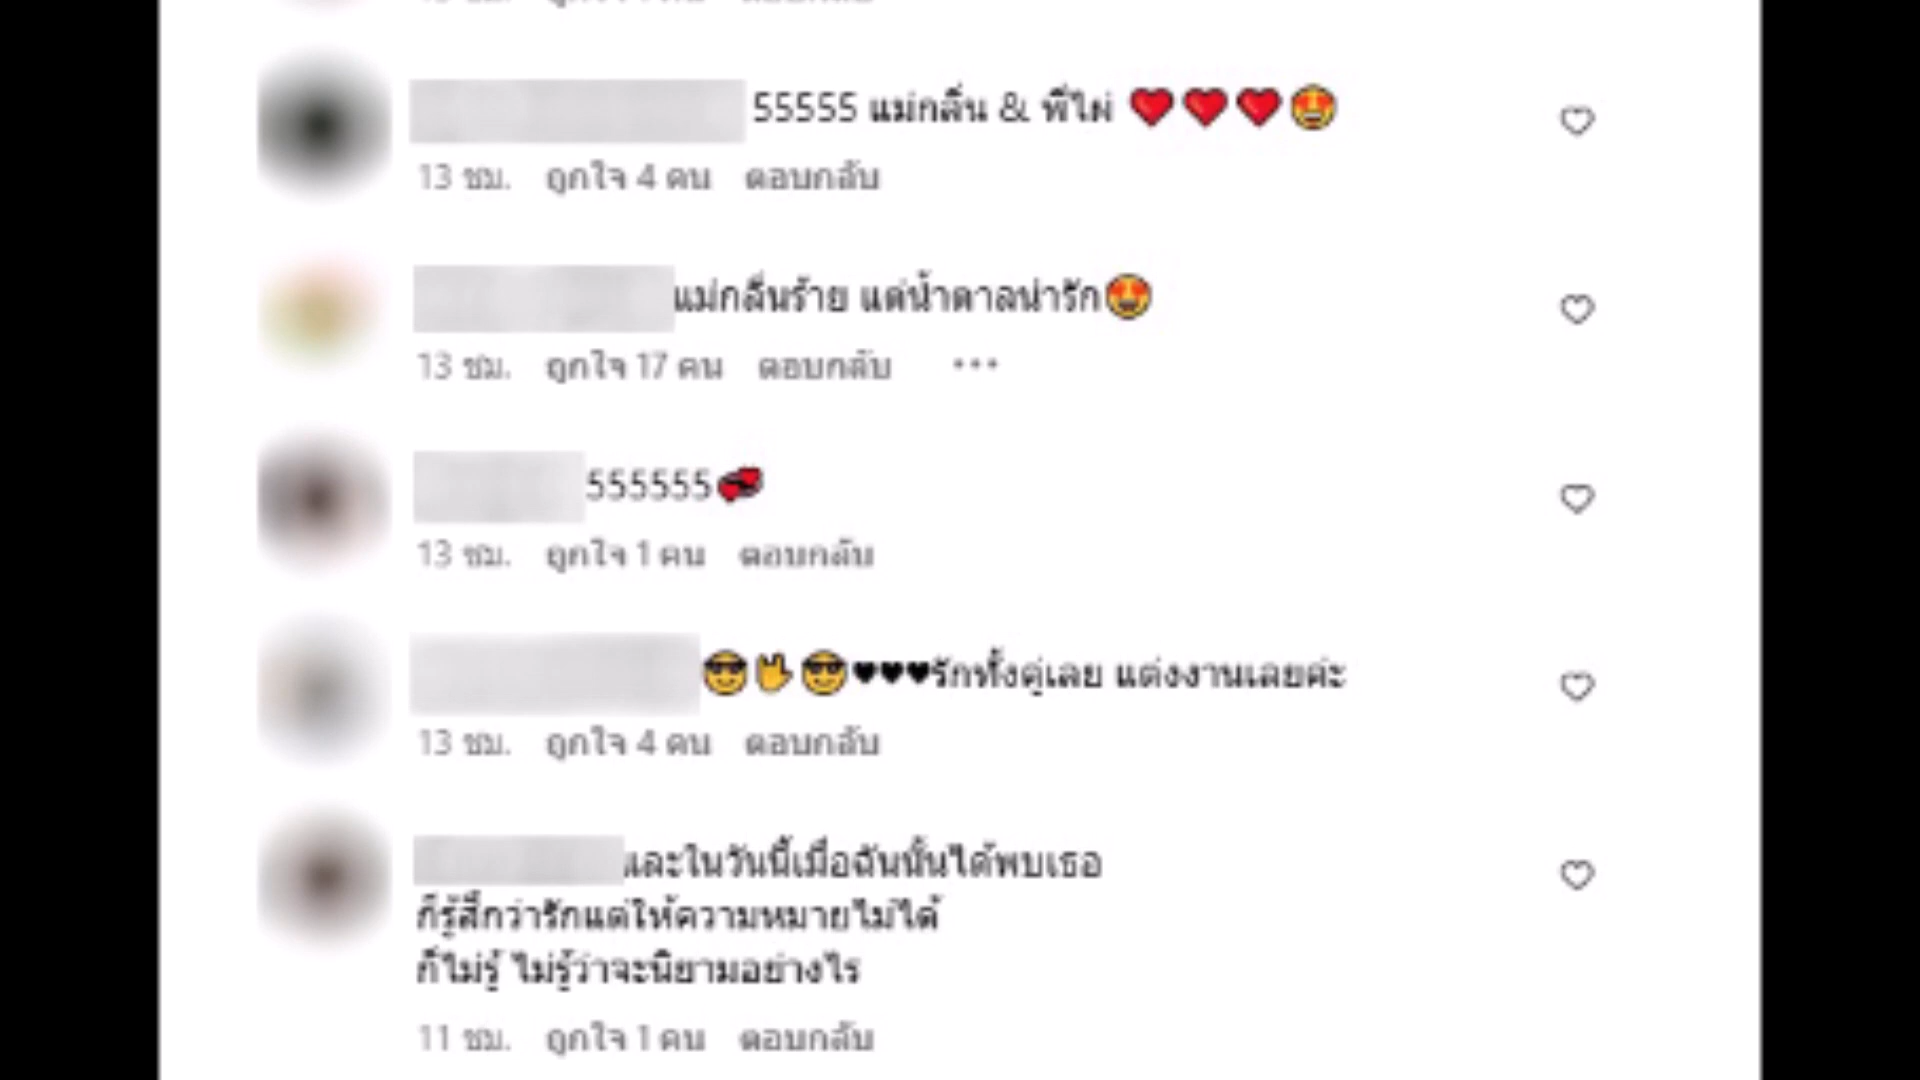 55555 แม่กลิ่น & พี่ไผ่ ❤️❤️❤️🤩
13 ชม. ถูกใจ 4 คน ตอบกลับ
แม่กลิ่นร้าย แต่น้ำตาลน่ารัก🤩
13 ชม. ถูกใจ 17 คน ตอบกลับ •••
555555💞
13 ชม. ถูกใจ 1 คน ตอบกลับ
😎🤟😎♥♥♥รักทั้งคู่เลย แต่งงานเลยค่ะ
13 ชม. ถูกใจ 4 คน ตอบกลับ
และในวันนี้เมื่อฉันนั้นได้พบเธอ
ก็รู้สึกว่ารักแต่ให้ความหมายไม่ได้
ก็ไม่รู้ ไม่รู้ว่าจะนิยามอย่างไร
11 ชม. ถูกใจ 1 คน ตอบกลับ